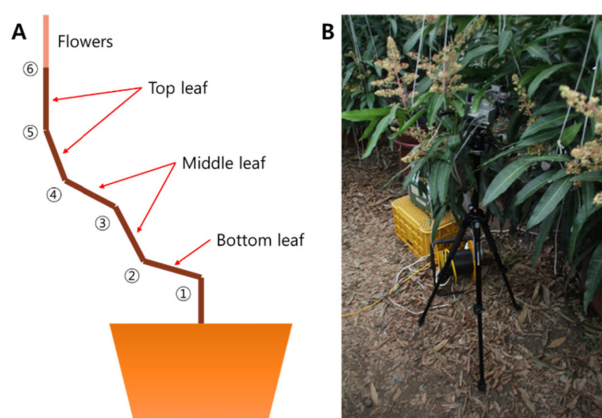 A
Flowers
⑥
Top leaf
⑤
Middle leaf
④
③
Bottom leaf
②
①
B